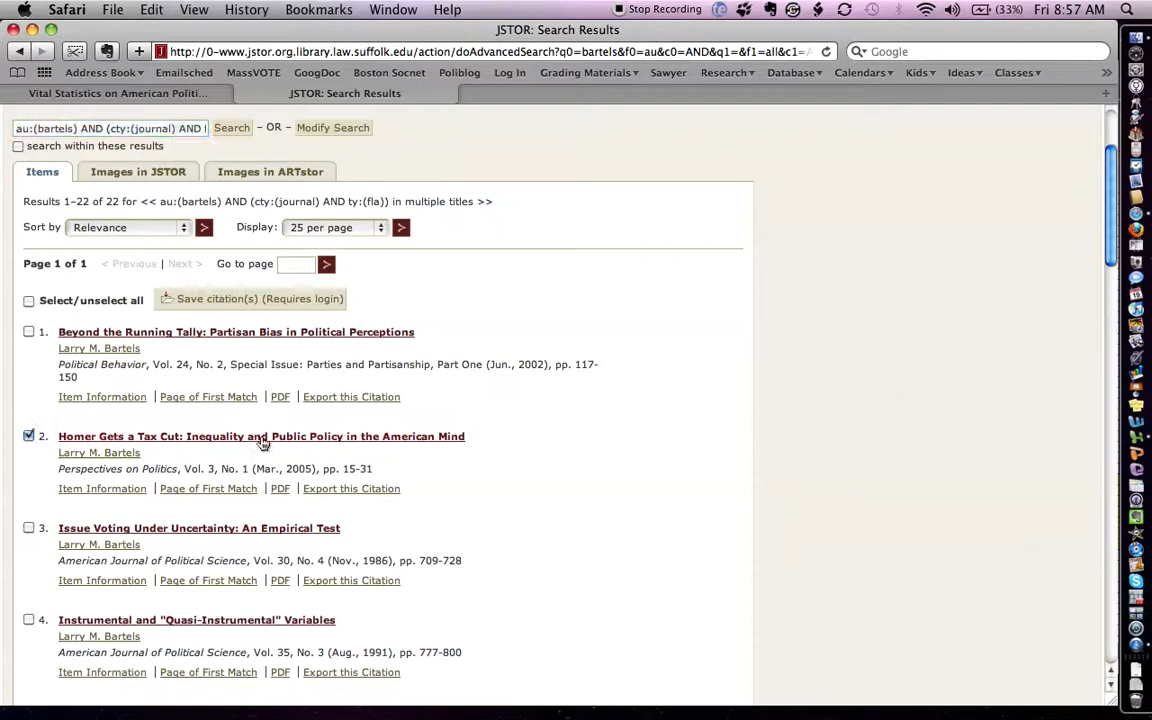 Safari File Edit View History Bookmarks Window Help Stop Recording (33%) Fri 8:57 AM
JSTOR: Search Results
http://0-www.jstor.org.library.law.suffolk.edu/action/doAdvancedSearch?q0=bartels&f0=au&c0=AND&q1=&f1=all&c1= Google
Address Book Emailsched MassVOTE GoogDoc Boston Socnet Poliblog Log In Grading Materials Sawyer Research Database Calendars Kids Ideas Classes >>
Vital Statistics on American Politi... JSTOR: Search Results
au:(bartels) AND (cty:(journal) AND Search – OR – Modify Search
search within these results
Items Images in JSTOR Images in ARTstor
Results 1–22 of 22 for << au:(bartels) AND (cty:(journal) AND ty:(fla)) in multiple titles >>
Sort by Relevance > Display: 25 per page >
Page 1 of 1 < Previous | Next > Go to page >
Select/unselect all Save citation(s) (Requires login)
1. Beyond the Running Tally: Partisan Bias in Political Perceptions
Larry M. Bartels
Political Behavior, Vol. 24, No. 2, Special Issue: Parties and Partisanship, Part One (Jun., 2002), pp. 117-
150
Item Information | Page of First Match | PDF | Export this Citation
2. Homer Gets a Tax Cut: Inequality and Public Policy in the American Mind
Larry M. Bartels
Perspectives on Politics, Vol. 3, No. 1 (Mar., 2005), pp. 15-31
Item Information | Page of First Match | PDF | Export this Citation
3. Issue Voting Under Uncertainty: An Empirical Test
Larry M. Bartels
American Journal of Political Science, Vol. 30, No. 4 (Nov., 1986), pp. 709-728
Item Information | Page of First Match | PDF | Export this Citation
4. Instrumental and "Quasi-Instrumental" Variables
Larry M. Bartels
American Journal of Political Science, Vol. 35, No. 3 (Aug., 1991), pp. 777-800
Item Information | Page of First Match | PDF | Export this Citation